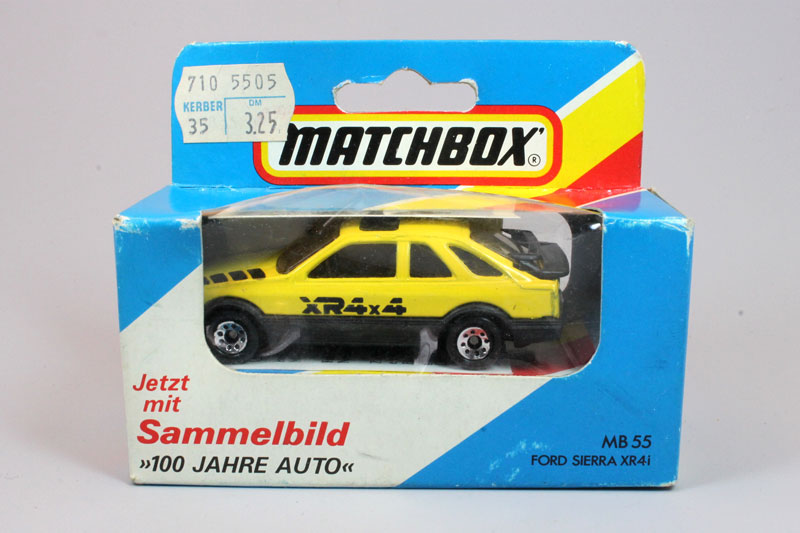 710 5505
KERBER DM
35 3.25
MATCHBOX®
XR4x4
Jetzt
mit
Sammelbild
»100 JAHRE AUTO«
MB 55
FORD SIERRA XR4i